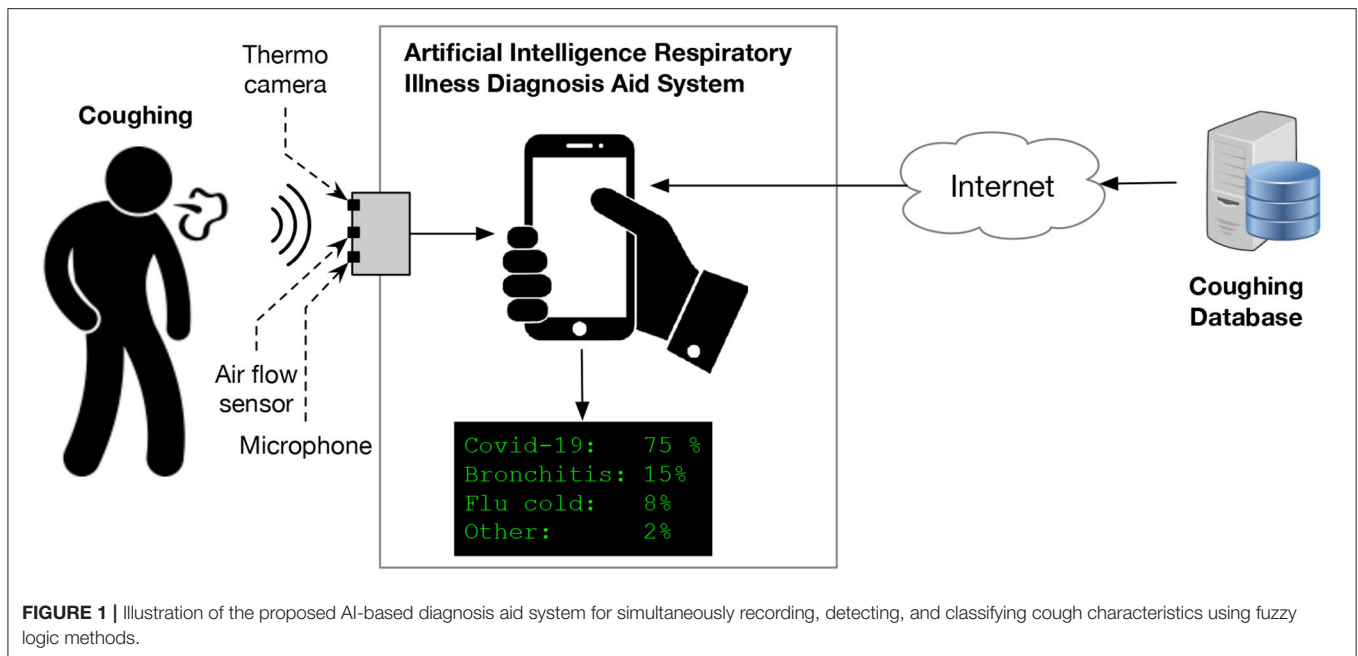 Thermo
camera
Artificial Intelligence Respiratory
Illness Diagnosis Aid System
Coughing
Internet
Coughing
Database
Air flow
sensor
Microphone
Covid-19: 75 %
Bronchitis: 15%
Flu cold: 8%
Other: 2%
FIGURE 1 | Illustration of the proposed AI-based diagnosis aid system for simultaneously recording, detecting, and classifying cough characteristics using fuzzy
logic methods.